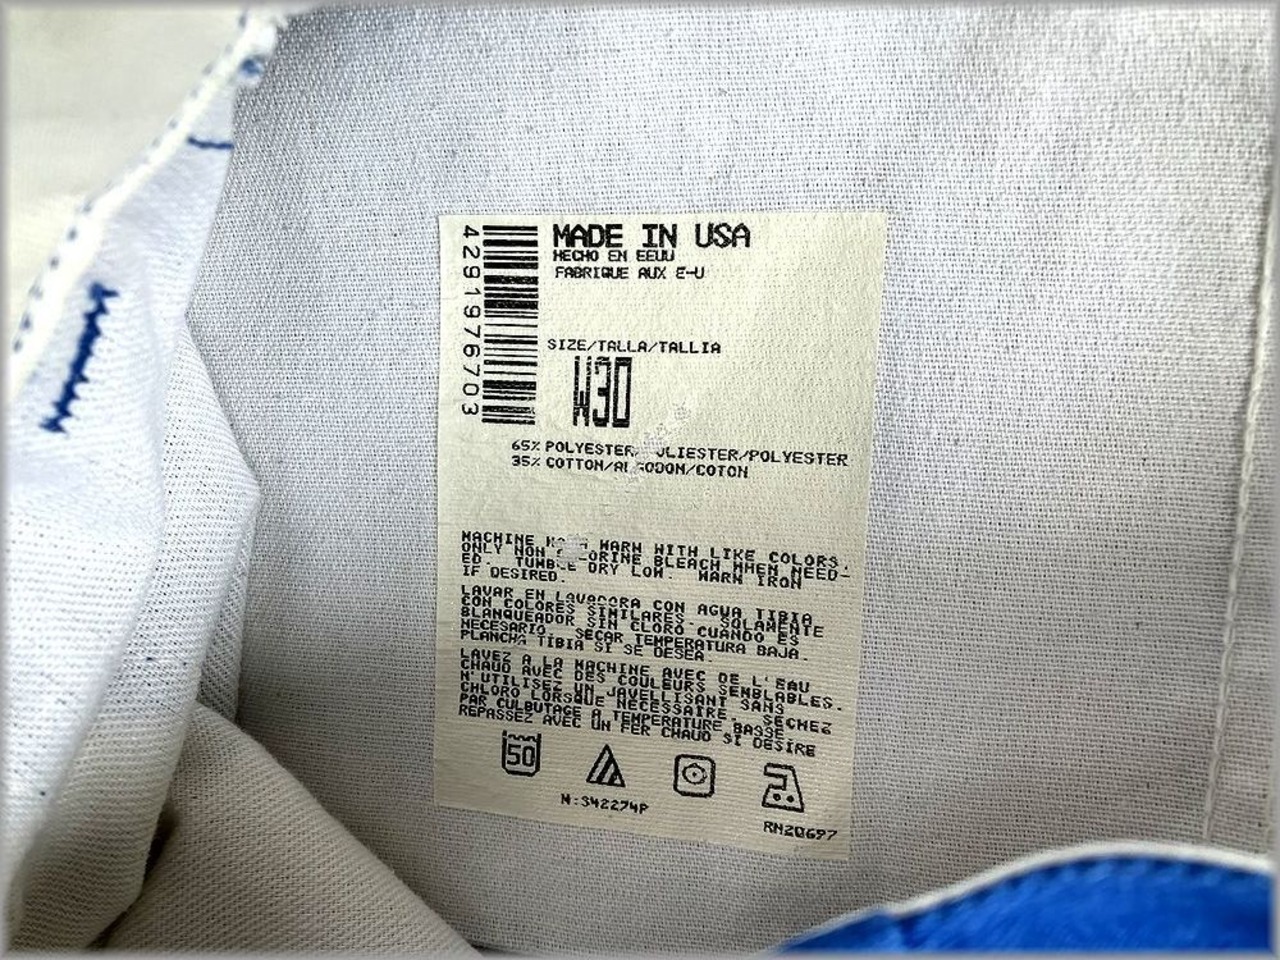 4291976703
MADE IN USA
HECHO EN EEUU
FABRIQUE AUX E-U
SIZE/TALLA/TALLIA
W30
65% POLYESTER/ /POLYESTER
35% COTTON/ALGODON/COTON
MACHINE WARM WITH LIKE COLORS.
ONLY NON BLEACH WHEN NEED-
ED. TUMBLE DRY LOW. WARM IRON
IF DESIRED.
LAVAR EN LAVADORA CON AGUA TIBIA
CON COLORES SIMILARES. SOLAMENTE
BLANQUEADOR SIN CLORO CUANDO ES
NECESARIO. SECAR TEMPERATURA BAJA.
PLANCHA TIBIA SI SE DESEA.
LAVEZ A LA MACHINE AVEC DE L'EAU
CHAUD AVEC DES COULEURS SEMBLABLES.
N'UTILISEZ UN JAVELLISANT SANS
CHLORO LORSQUE NECESSAIRE. SECHEZ
PAR CULBUTAGE A TEMPERATURE BASSE.
REPASSEZ AVEC UN FER CHAUD SI DESIRE
50
N:S42274P
RN20697